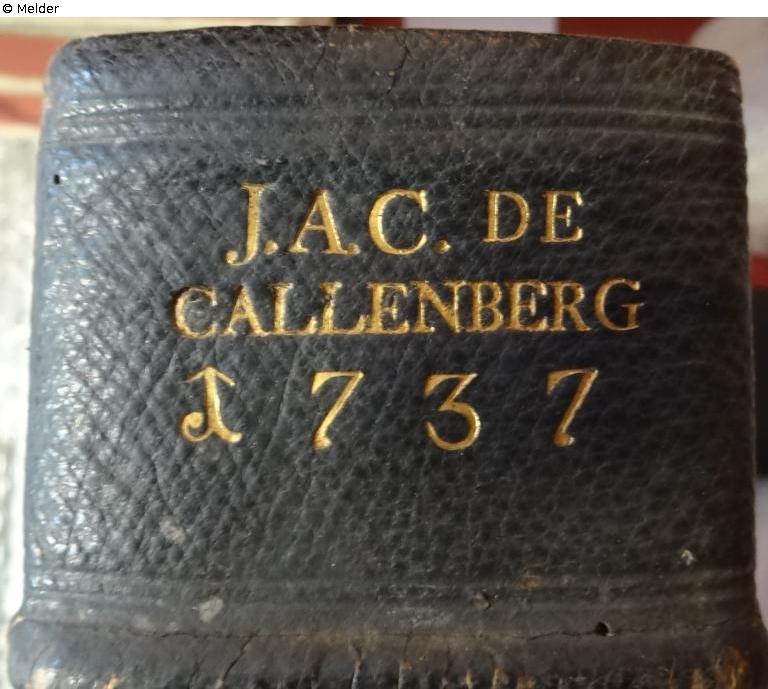 © Melder
J.A.C. DE
CALLENBERG
1737